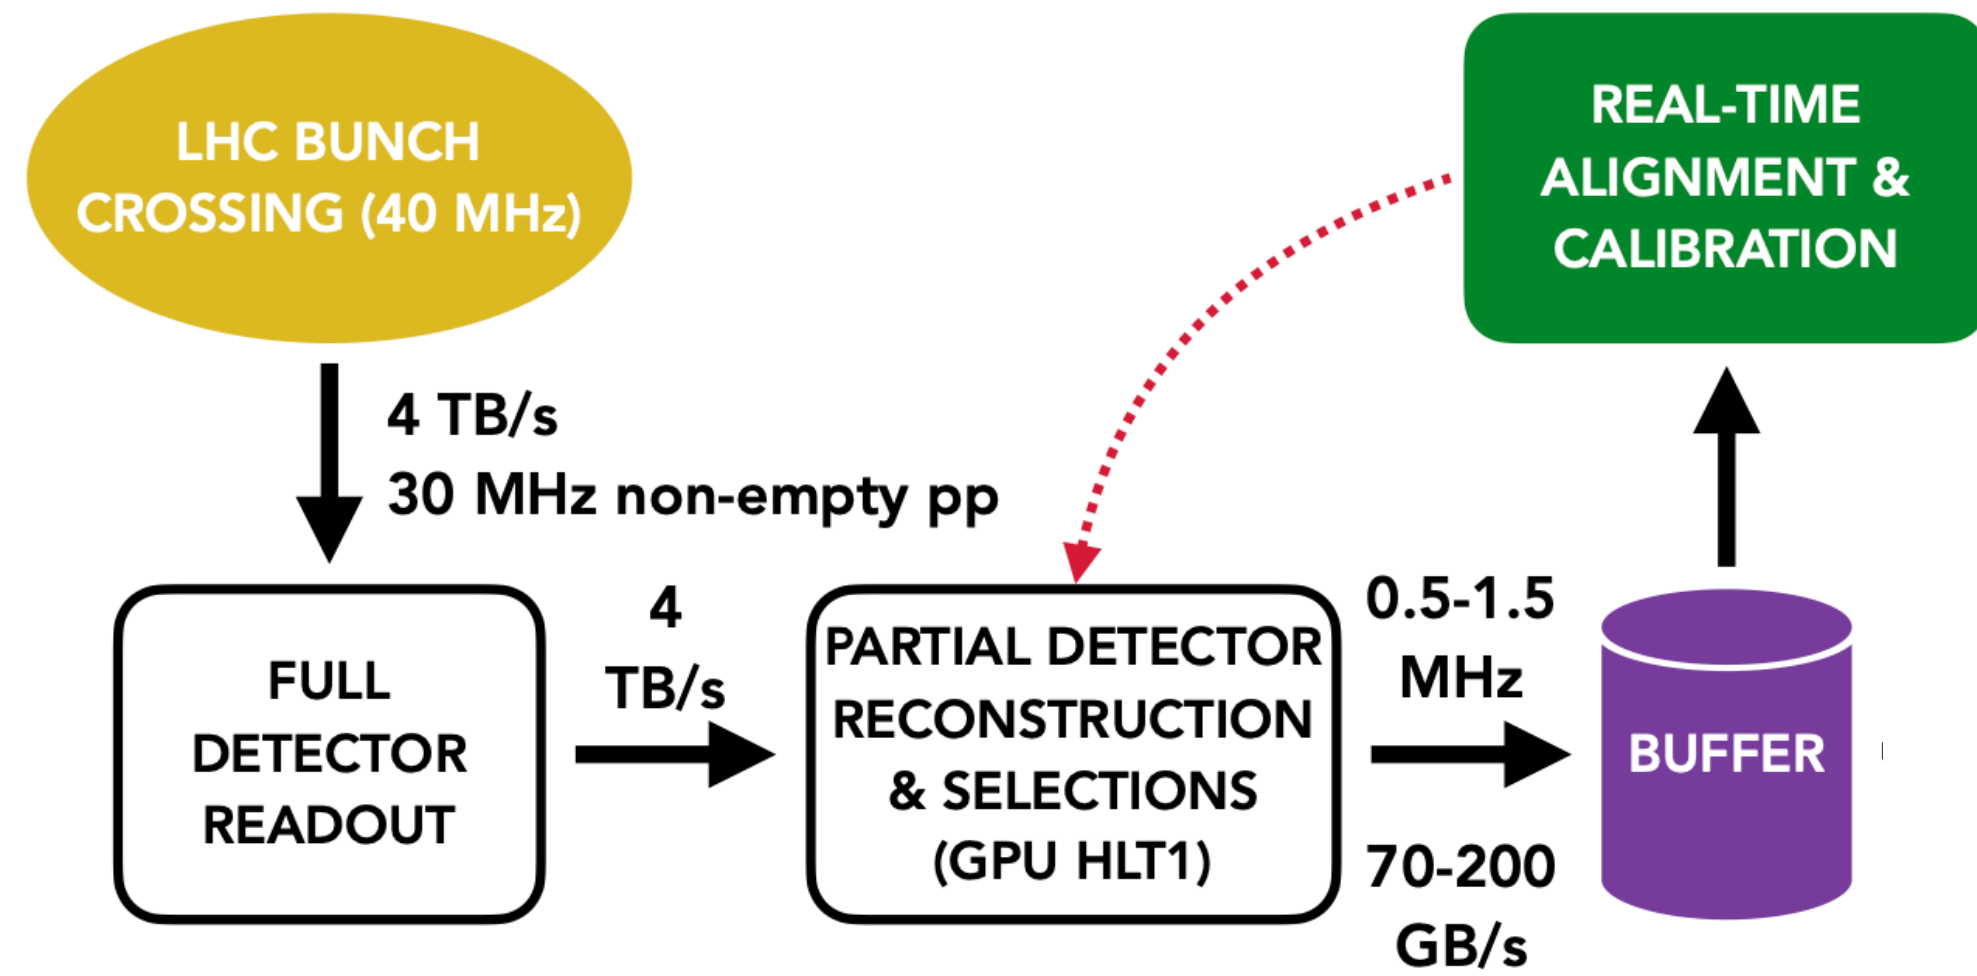 LHC BUNCH
CROSSING (40 MHz)
REAL-TIME
ALIGNMENT &
CALIBRATION
4 TB/s
30 MHz non-empty pp
FULL
DETECTOR
READOUT
4
TB/s
PARTIAL DETECTOR
RECONSTRUCTION
& SELECTIONS
(GPU HLT1)
0.5-1.5
MHz
70-200
GB/s
BUFFER